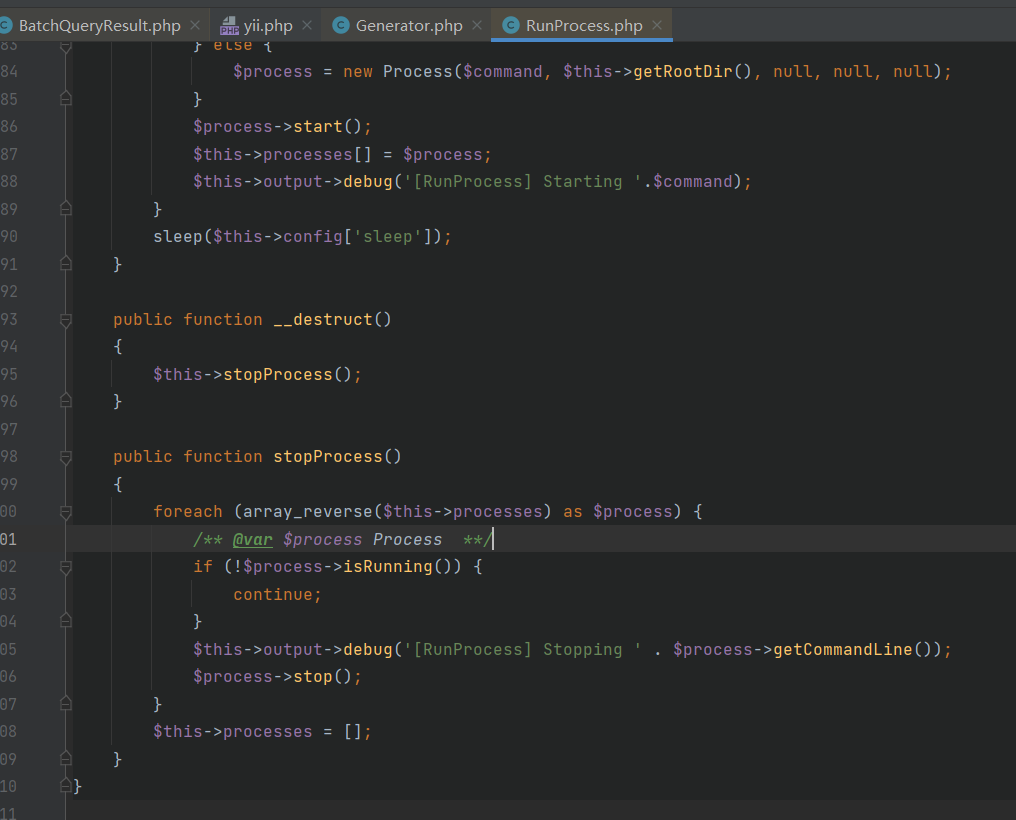 BatchQueryResult.php yii.php Generator.php RunProcess.php
83 } else {
84 $process = new Process($command, $this->getRootDir(), null, null, null);
85 }
86 $process->start();
87 $this->processes[] = $process;
88 $this->output->debug('[RunProcess] Starting '.$command);
89 }
90 sleep($this->config['sleep']);
91 }
92
93 public function __destruct()
94 {
95 $this->stopProcess();
96 }
97
98 public function stopProcess()
99 {
00 foreach (array_reverse($this->processes) as $process) {
01 /** @var $process Process  **/
02 if (!$process->isRunning()) {
03 continue;
04 }
05 $this->output->debug('[RunProcess] Stopping ' . $process->getCommandLine());
06 $process->stop();
07 }
08 $this->processes = [];
09 }
10 }
11